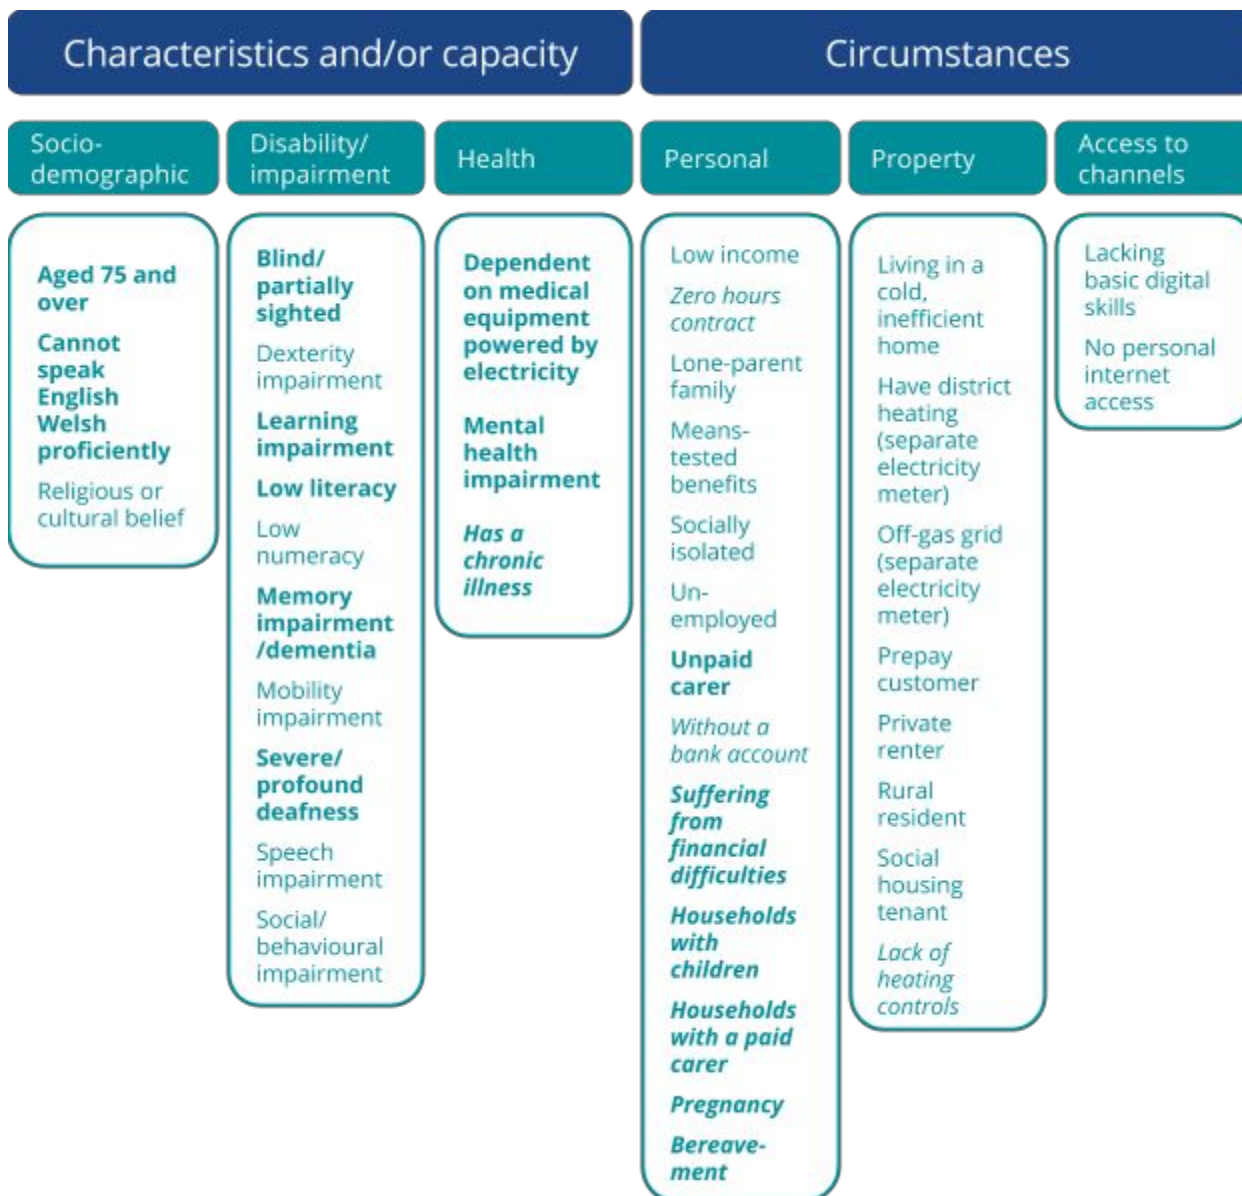 Characteristics and/or capacity
Circumstances
Socio-
demographic
Disability/
impairment
Health
Personal
Property
Access to
channels
Aged 75 and
over
Cannot
speak
English
Welsh
proficiently
Religious or
cultural belief
Blind/
partially
sighted
Dexterity
impairment
Learning
impairment
Low literacy
Low
numeracy
Memory
impairment
/dementia
Mobility
impairment
Severe/
profound
deafness
Speech
impairment
Social/
behavioural
impairment
Dependent
on medical
equipment
powered by
electricity
Mental
health
impairment
Has a
chronic
illness
Low income
Zero hours
contract
Lone-parent
family
Means-
tested
benefits
Socially
isolated
Un-
employed
Unpaid
carer
Without a
bank account
Suffering
from
financial
difficulties
Households
with
children
Households
with a paid
carer
Pregnancy
Bereave-
ment
Living in a
cold,
inefficient
home
Have district
heating
(separate
electricity
meter)
Off-gas grid
(separate
electricity
meter)
Prepay
customer
Private
renter
Rural
resident
Social
housing
tenant
Lack of
heating
controls
Lacking
basic digital
skills
No personal
internet
access